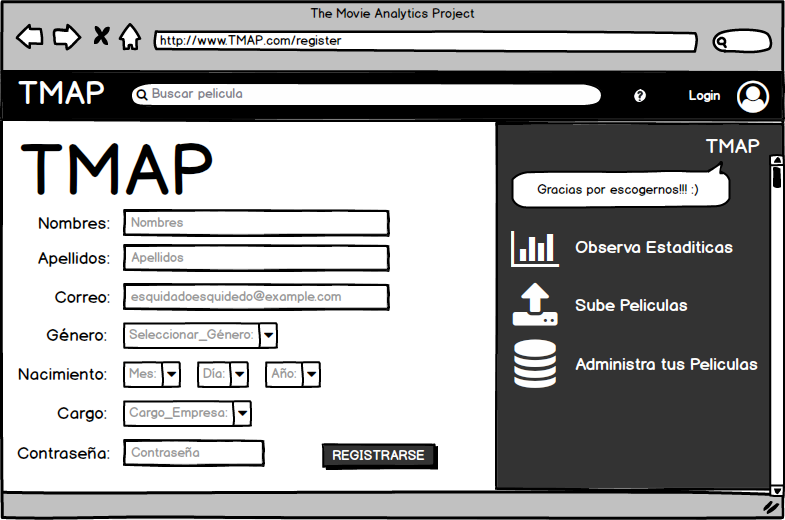 The Movie Analytics Project
http://www.TMAP.com/register
TMAP
Buscar pelicula
?
Login
TMAP
Nombres:
Nombres
Apellidos:
Apellidos
Correo:
esquidadoesquidedo@example.com
Género:
Seleccionar_Género:
Nacimiento:
Mes:
Día:
Año:
Cargo:
Cargo_Empresa:
Contraseña:
Contraseña
REGISTRARSE
TMAP
Gracias por escogernos!!! :)
Observa Estaditicas
Sube Peliculas
Administra tus Peliculas